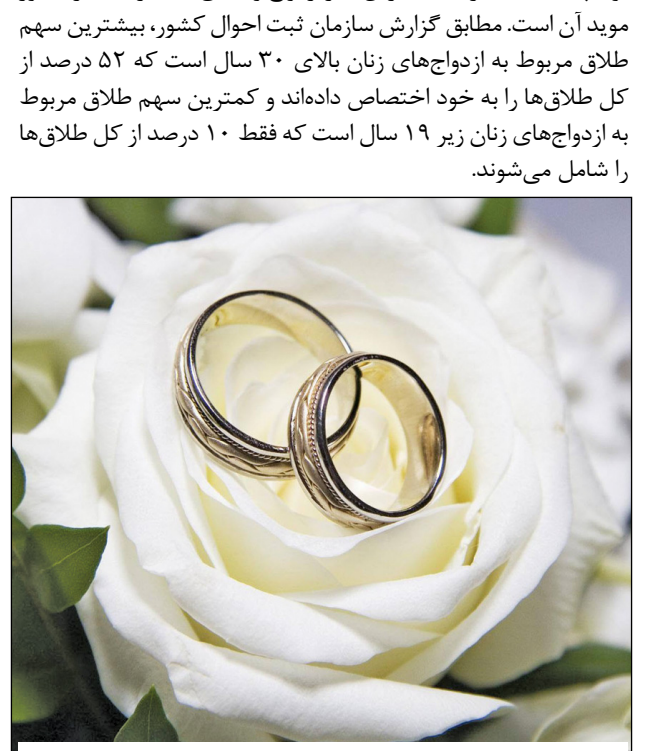 موید آن است. مطابق گزارش سازمان ثبت احوال کشور، بیشترین سهم
طلاق مربوط به ازدواج‌های زنان بالای ۳۰ سال است که ۵۲ درصد از
کل طلاق‌ها را به خود اختصاص داده‌اند و کمترین سهم طلاق مربوط
به ازدواج‌های زنان زیر ۱۹ سال است که فقط ۱۰ درصد از کل طلاق‌ها
را شامل می‌شوند.